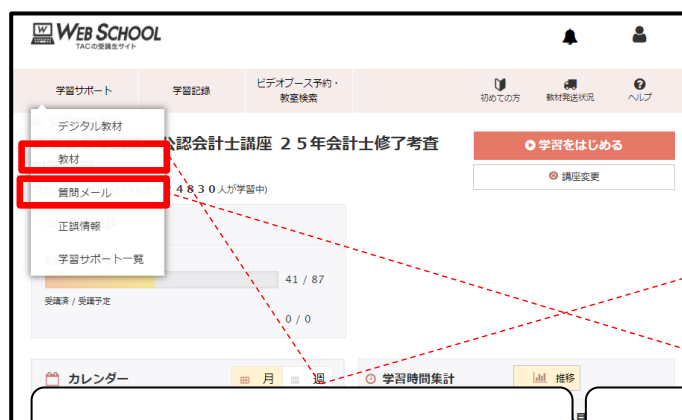 WEB SCHOOL
TACの受講生サイト
学習サポート
学習記録
ビデオブース予約・
教室検索
初めての方
教材発送状況
ヘルプ
デジタル教材
教材
質問メール
正誤情報
学習サポート一覧
公認会計士講座 25年会計士修了考査
4830人が学習中)
学習をはじめる
講座変更
41 / 87
受講済 / 受講予定
0 / 0
カレンダー
月
週
学習時間集計
推移